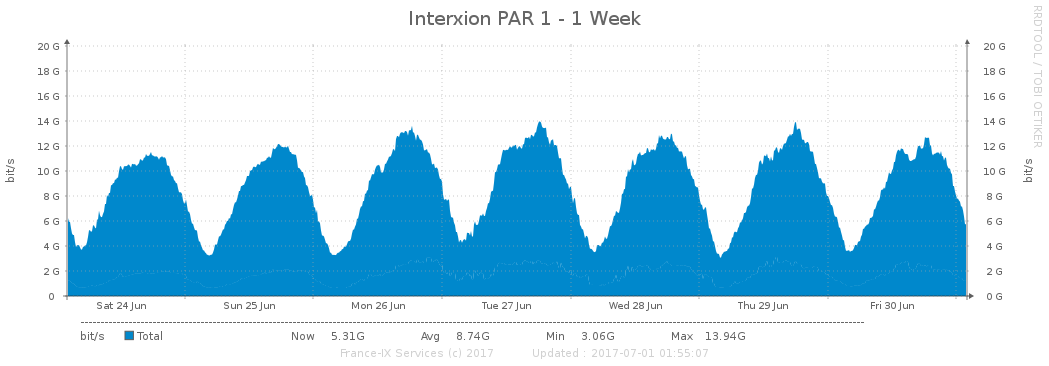 Interxion PAR 1 - 1 Week
RRDTOOL / TOBI OETIKER
20 G 20 G
18 G 18 G
16 G 16 G
14 G 14 G
12 G 12 G
10 G 10 G
8 G 8 G
6 G 6 G
4 G 4 G
2 G 2 G
0 0 G
bit/s
bit/s
Sat 24 Jun Sun 25 Jun Mon 26 Jun Tue 27 Jun Wed 28 Jun Thu 29 Jun Fri 30 Jun
bit/s Total Now 5.31G Avg 8.74G Min 3.06G Max 13.94G
France-IX Services (c) 2017 Updated : 2017-07-01 01:55:07